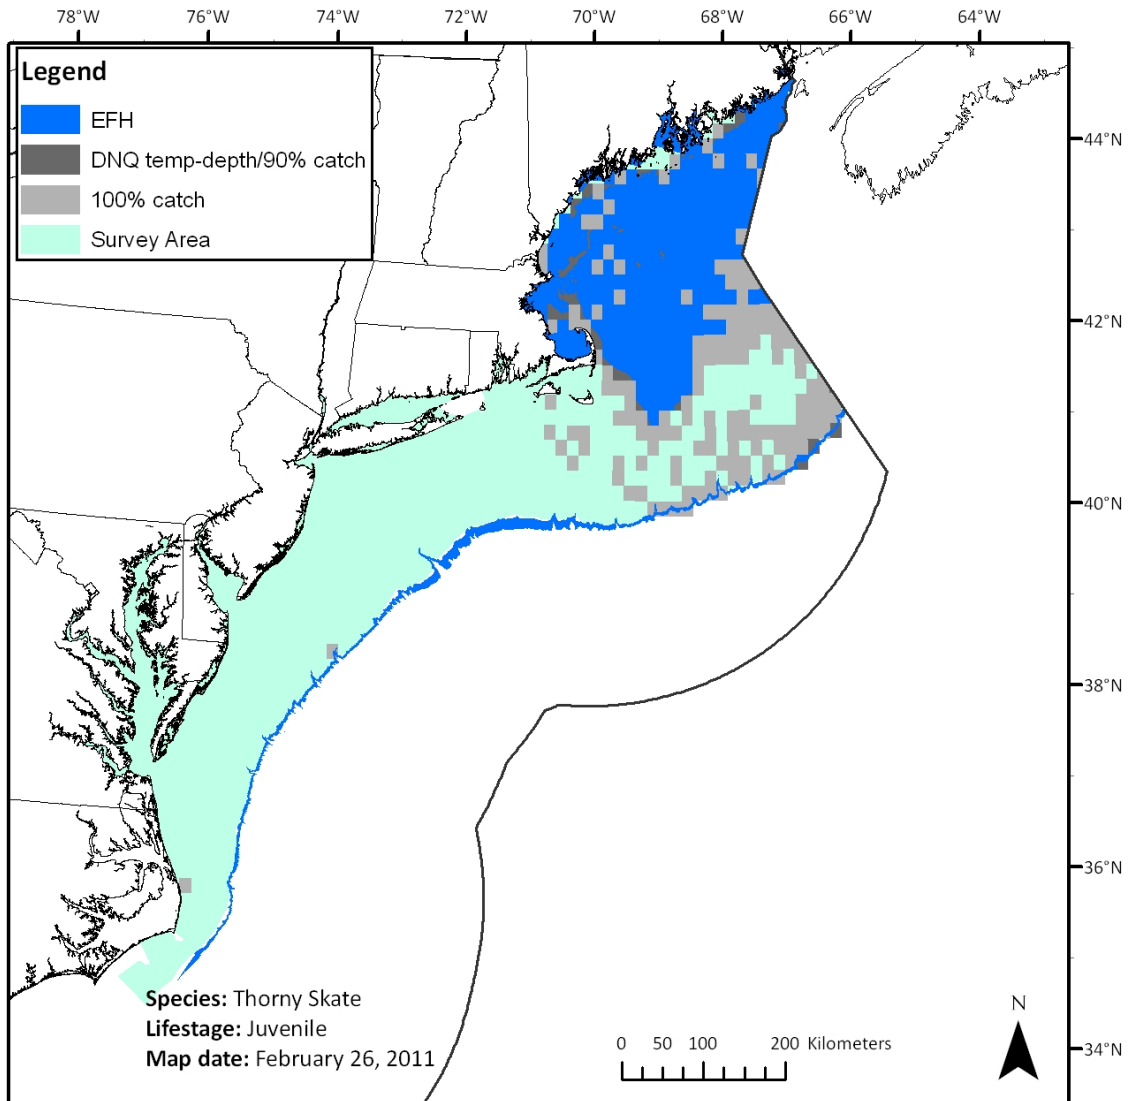 78°W 76°W 74°W 72°W 70°W 68°W 66°W 64°W
Legend
EFH
DNQ temp-depth/90% catch
100% catch
Survey Area
44°N
42°N
40°N
38°N
36°N
34°N
Species: Thorny Skate
Lifestage: Juvenile
Map date: February 26, 2011
0 50 100 200 Kilometers
N